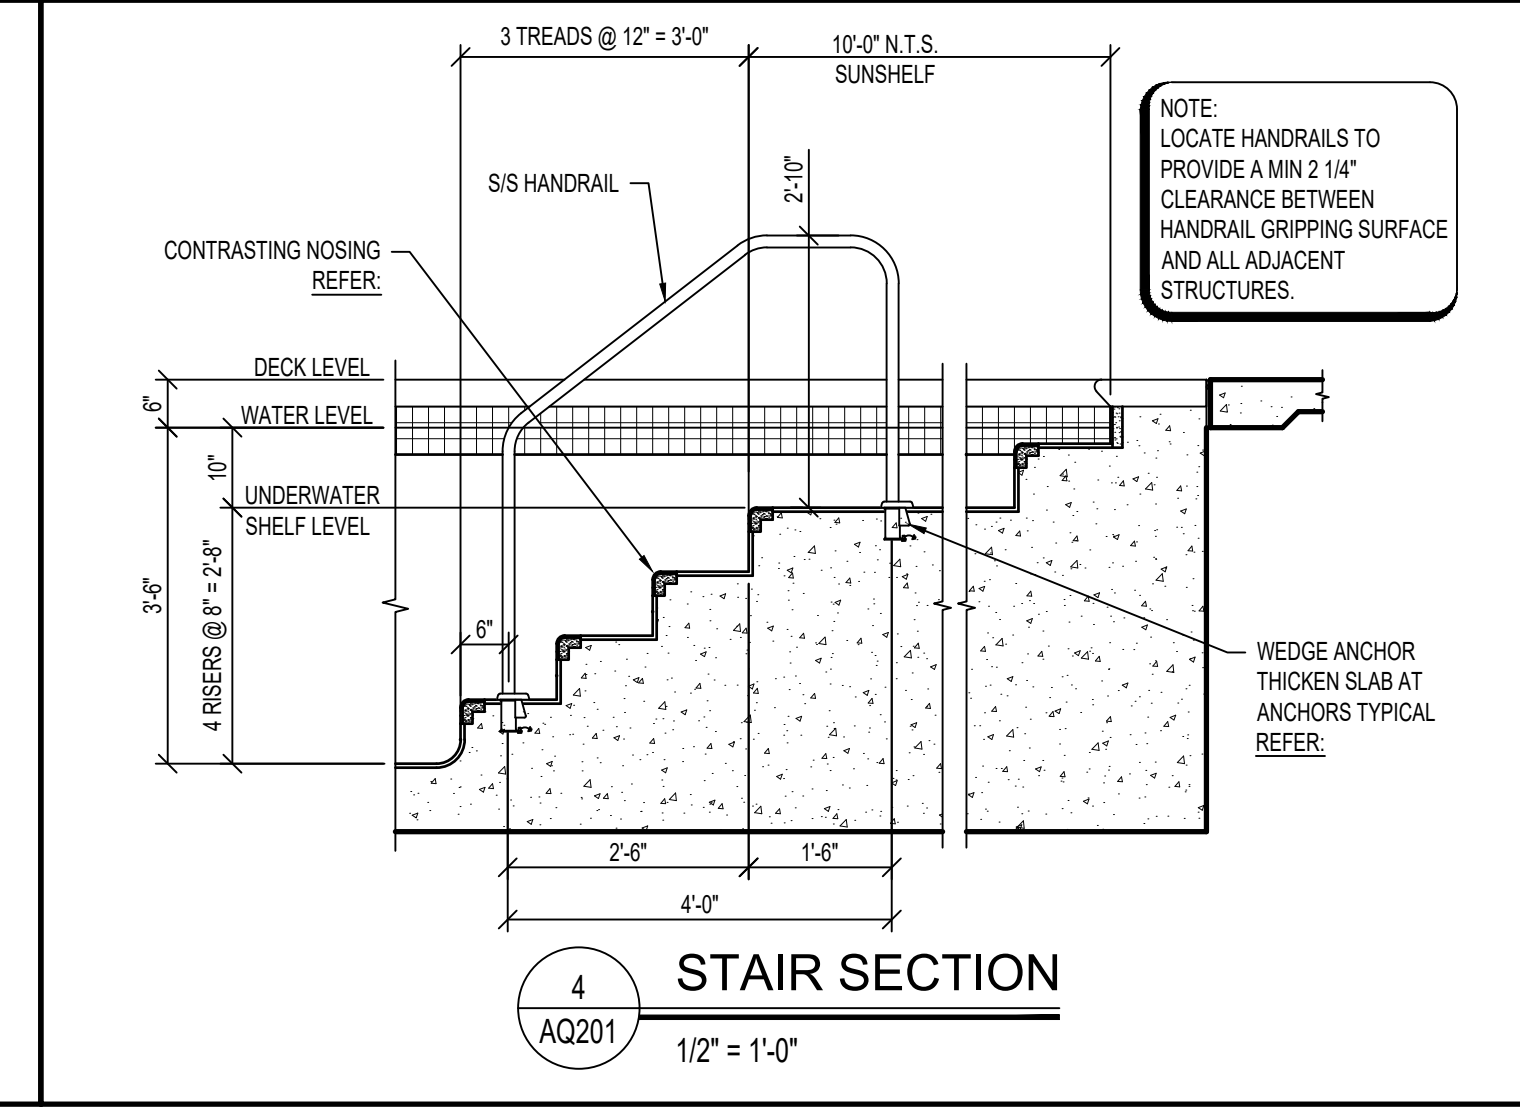 3 TREADS @ 12" = 3'-0"
10'-0" N.T.S.
SUNSHELF
NOTE:
LOCATE HANDRAILS TO
PROVIDE A MIN 2 1/4"
CLEARANCE BETWEEN
HANDRAIL GRIPPING SURFACE
AND ALL ADJACENT
STRUCTURES.
2'-10"
S/S HANDRAIL
CONTRASTING NOSING
REFER:
DECK LEVEL
6"
WATER LEVEL
10"
UNDERWATER
SHELF LEVEL
3'-6"
4 RISERS @ 8" = 2'-8"
6"
WEDGE ANCHOR
THICKEN SLAB AT
ANCHORS TYPICAL
REFER:
2'-6"
1'-6"
4'-0"
4
AQ201
STAIR SECTION
1/2" = 1'-0"